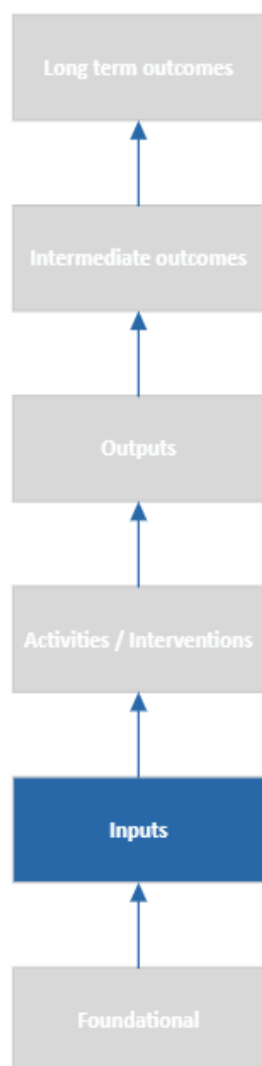 Long term outcomes
Intermediate outcomes
Outputs
Activities / Interventions
Inputs
Foundational